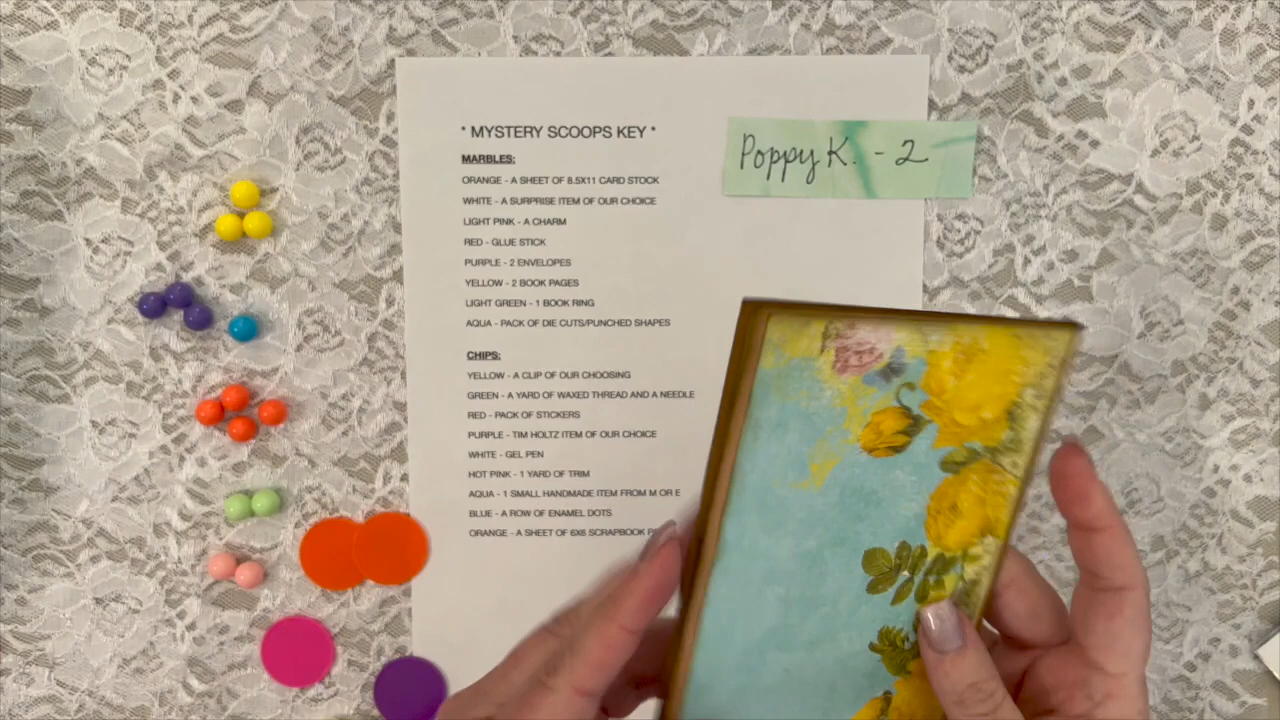 * MYSTERY SCOOPS KEY *
Poppy K. - 2
MARBLES:
ORANGE - A SHEET OF 8.5X11 CARD STOCK
WHITE - A SURPRISE ITEM OF OUR CHOICE
LIGHT PINK - A CHARM
RED - GLUE STICK
PURPLE - 2 ENVELOPES
YELLOW - 2 BOOK PAGES
LIGHT GREEN - 1 BOOK RING
AQUA - PACK OF DIE CUTS/PUNCHED SHAPES
CHIPS:
YELLOW - A CLIP OF OUR CHOOSING
GREEN - A YARD OF WAXED THREAD AND A NEEDLE
RED - PACK OF STICKERS
PURPLE - TIM HOLTZ ITEM OF OUR CHOICE
WHITE - GEL PEN
HOT PINK - 1 YARD OF TRIM
AQUA - 1 SMALL HANDMADE ITEM FROM M OR E
BLUE - A ROW OF ENAMEL DOTS
ORANGE - A SHEET OF 6X6 SCRAPBOOK